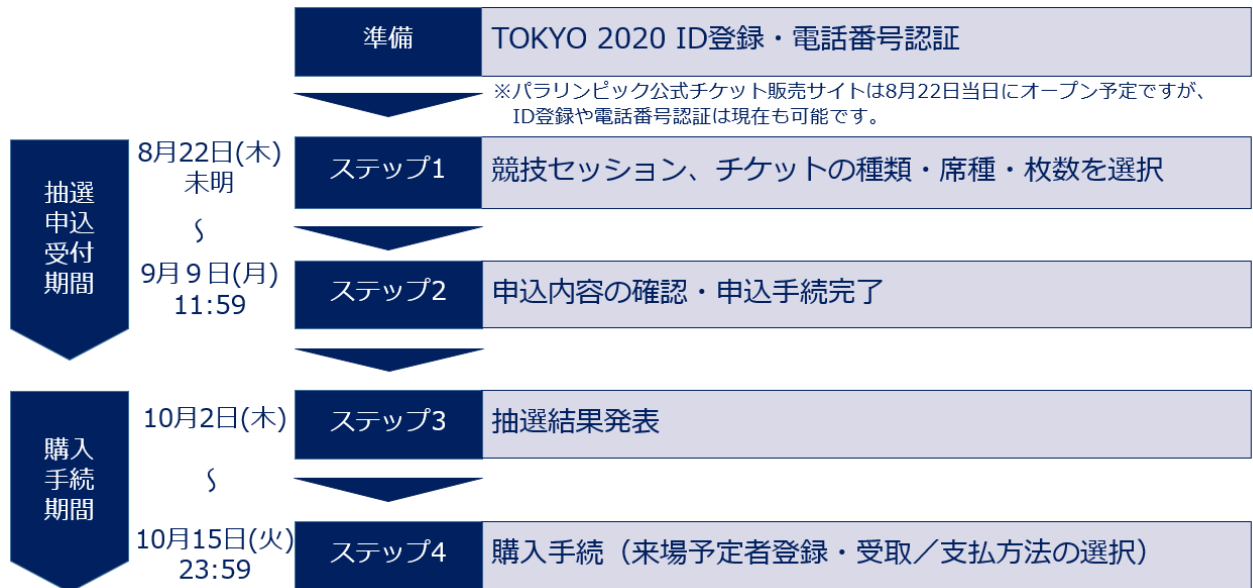 準備
TOKYO 2020 ID登録・電話番号認証
※パラリンピック公式チケット販売サイトは8月22日当日にオープン予定ですが、
ID登録や電話番号認証は現在も可能です。
抽選
申込
受付
期間
8月22日(木)
未明
~
9月9日(月)
11:59
ステップ1
競技セッション、チケットの種類・席種・枚数を選択
ステップ2
申込内容の確認・申込手続完了
購入
手続
期間
10月2日(木)
~
10月15日(火)
23:59
ステップ3
抽選結果発表
ステップ4
購入手続（来場予定者登録・受取／支払方法の選択）